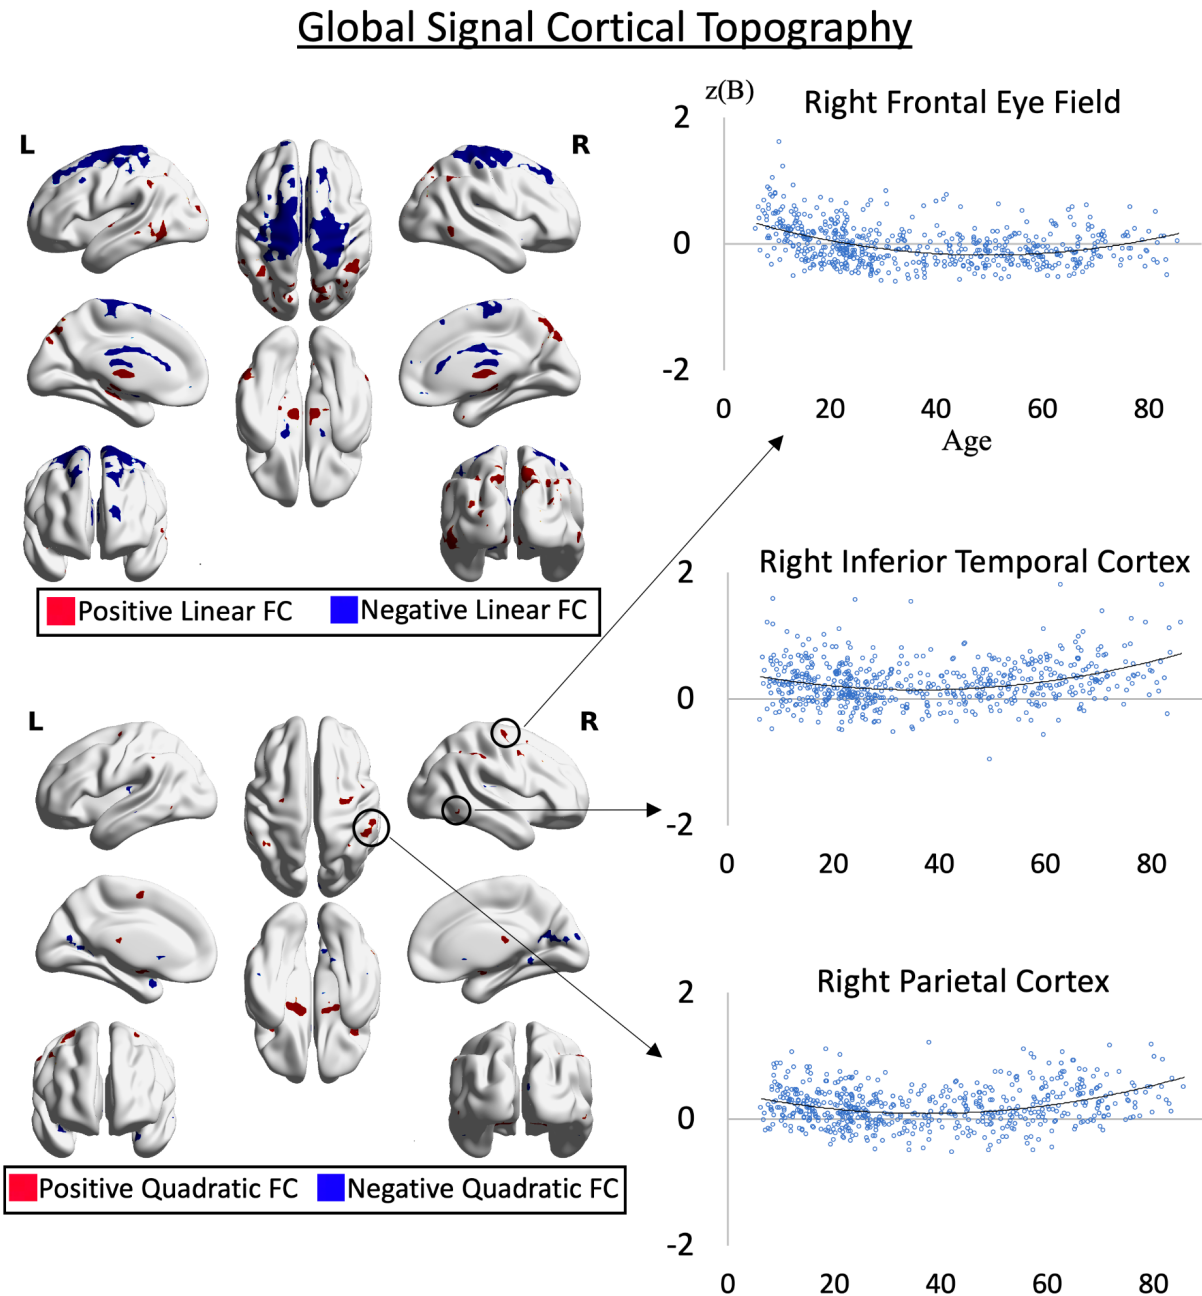 Global Signal Cortical Topography
L
R
Positive Linear FC
Negative Linear FC
L
R
Positive Quadratic FC
Negative Quadratic FC
z(B)
Right Frontal Eye Field
2
0
-2
0 20 40 60 80
Age
Right Inferior Temporal Cortex
2
0
-2
0 20 40 60 80
Right Parietal Cortex
2
0
-2
0 20 40 60 80